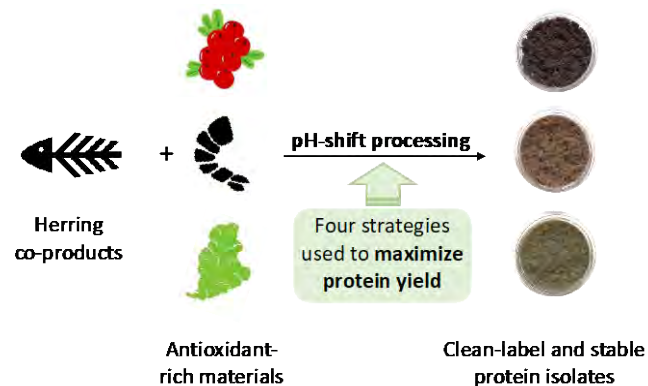 pH-shift processing
+
Herring
co-products
Four strategies
used to maximize
protein yield
Antioxidant-
rich materials
Clean-label and stable
protein isolates